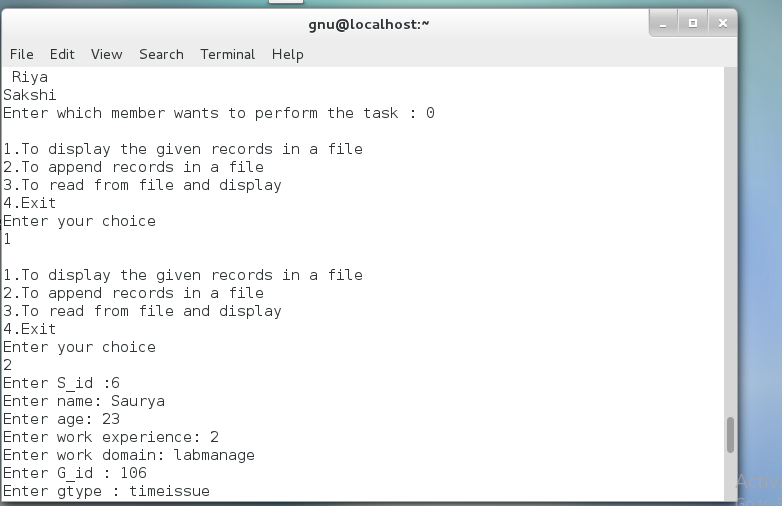 gnu@localhost:~
File Edit View Search Terminal Help
Riya
Sakshi
Enter which member wants to perform the task : 0
1.To display the given records in a file
2.To append records in a file
3.To read from file and display
4.Exit
Enter your choice
1
1.To display the given records in a file
2.To append records in a file
3.To read from file and display
4.Exit
Enter your choice
2
Enter S_id :6
Enter name: Saurya
Enter age: 23
Enter work experience: 2
Enter work domain: labmanage
Enter G_id : 106
Enter gtype : timeissue